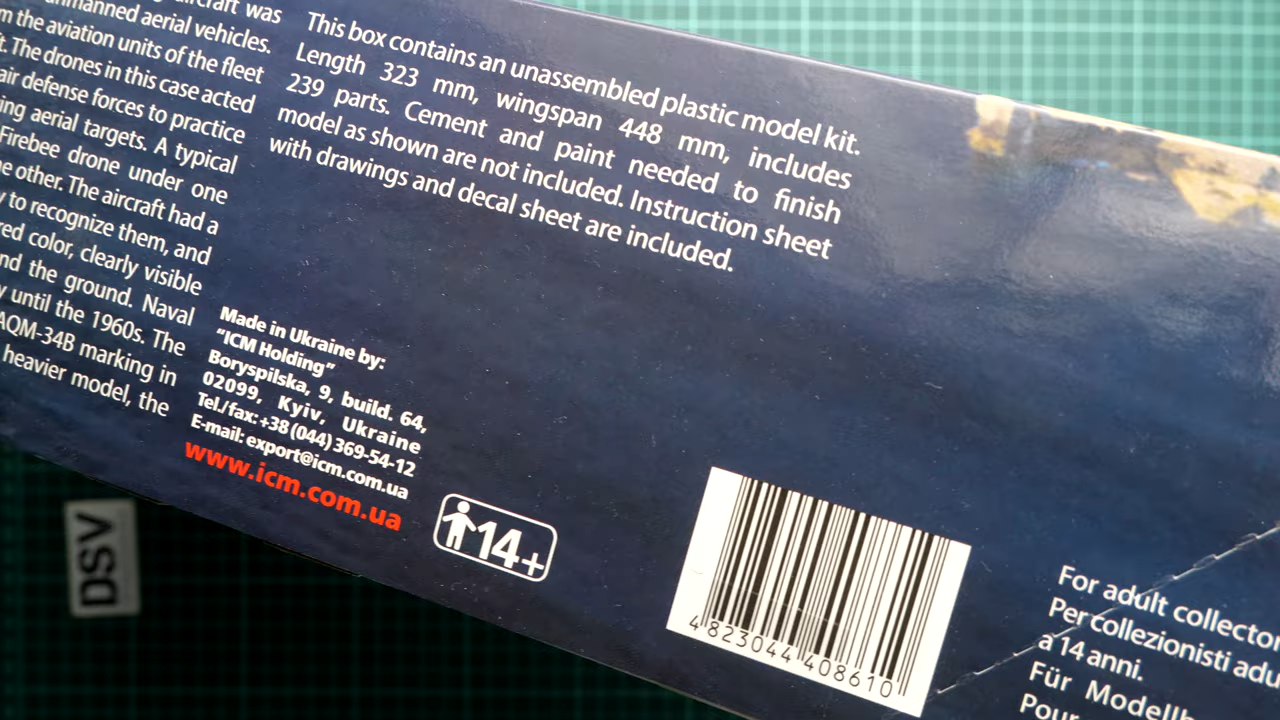 aircraft was
unmanned aerial vehicles.
the aviation units of the fleet
The drones in this case acted
air defense forces to practice
aerial targets. A typical
Firebee drone under one
other. The aircraft had a
to recognize them, and
red color, clearly visible
the ground. Naval
until the 1960s. The
AQM-34B marking in
heavier model, the
This box contains an unassembled plastic model kit.
Length 323 mm, wingspan 448 mm, includes
239 parts. Cement and paint needed to finish
model as shown are not included. Instruction sheet
with drawings and decal sheet are included.
Made in Ukraine by:
"ICM Holding"
Boryspilska, 9, build. 64,
02099, Kyiv, Ukraine
Tel./fax: +38 (044) 369-54-12
E-mail: export@icm.com.ua
www.icm.com.ua
14+
4 823044 408610
For adult
Per collezionisti
a 14 anni.
Für
DSV